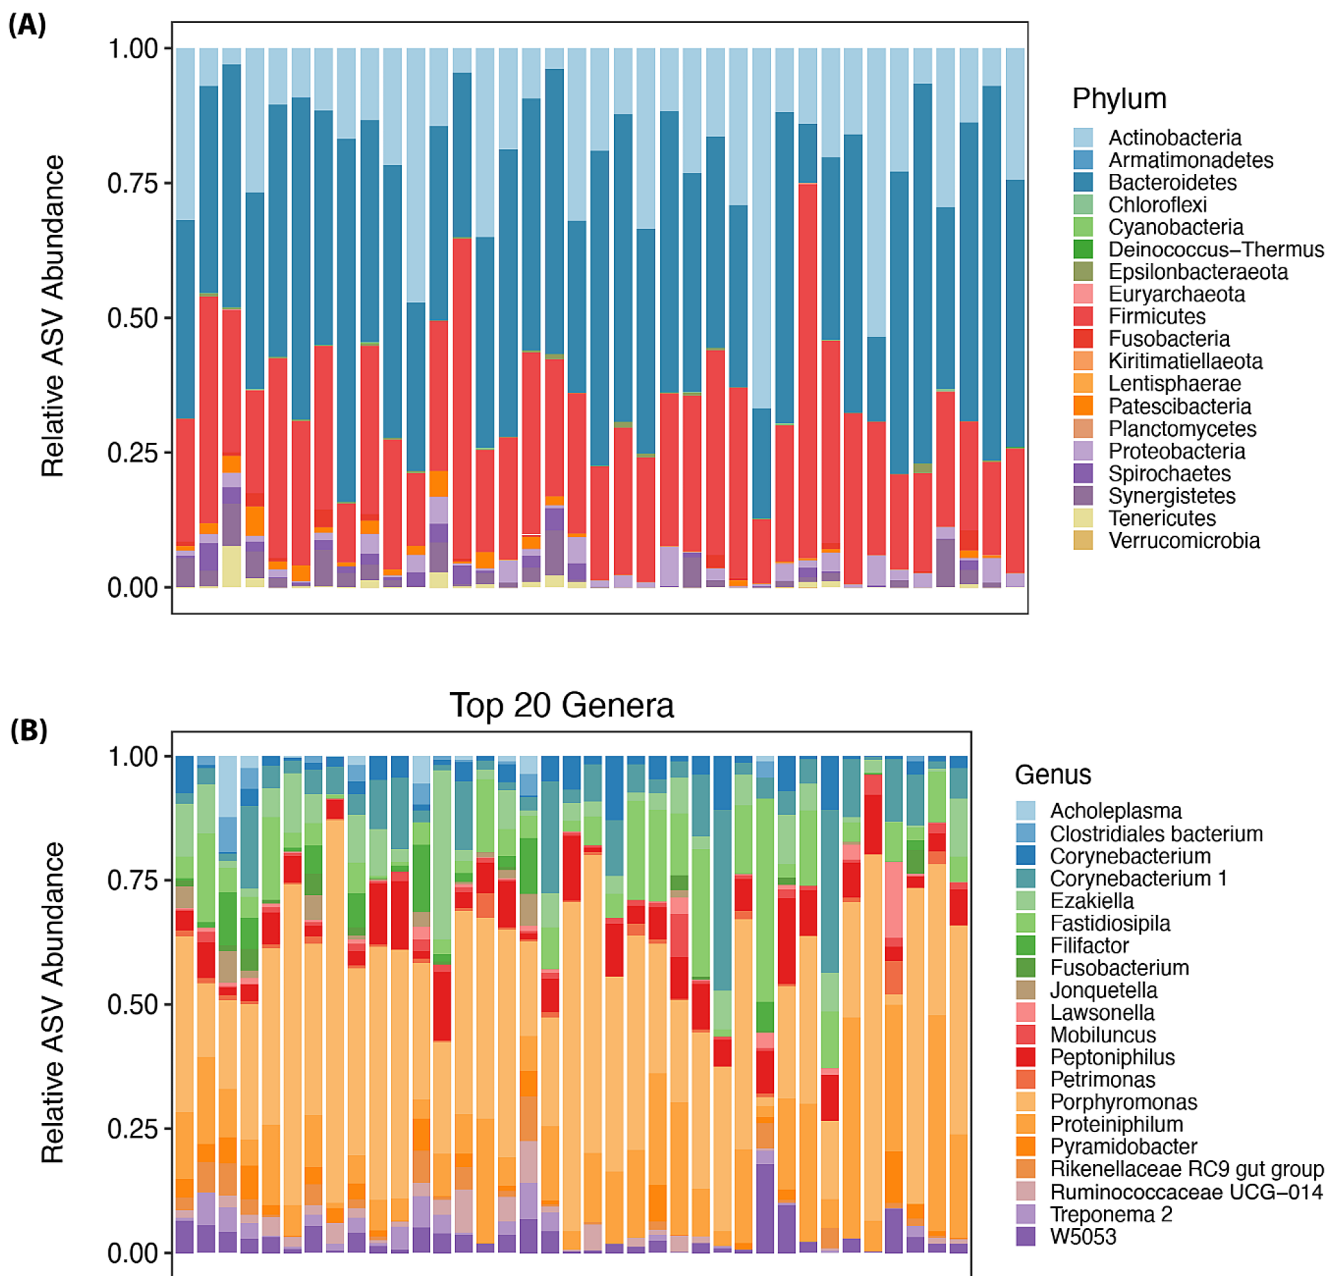 (A)
1.00
0.75
0.50
0.25
0.00
Relative ASV Abundance
Phylum
Actinobacteria
Armatimonadetes
Bacteroidetes
Chloroflexi
Cyanobacteria
Deinococcus−Thermus
Epsilonbacteraeota
Euryarchaeota
Firmicutes
Fusobacteria
Kiritimatiellaeota
Lentisphaerae
Patescibacteria
Planctomycetes
Proteobacteria
Spirochaetes
Synergistetes
Tenericutes
Verrucomicrobia
(B)
Top 20 Genera
1.00
0.75
0.50
0.25
0.00
Relative ASV Abundance
Genus
Acholeplasma
Clostridiales bacterium
Corynebacterium
Corynebacterium 1
Ezakiella
Fastidiosipila
Filifactor
Fusobacterium
Jonquetella
Lawsonella
Mobiluncus
Peptoniphilus
Petrimonas
Porphyromonas
Proteiniphilum
Pyramidobacter
Rikenellaceae RC9 gut group
Ruminococcaceae UCG−014
Treponema 2
W5053